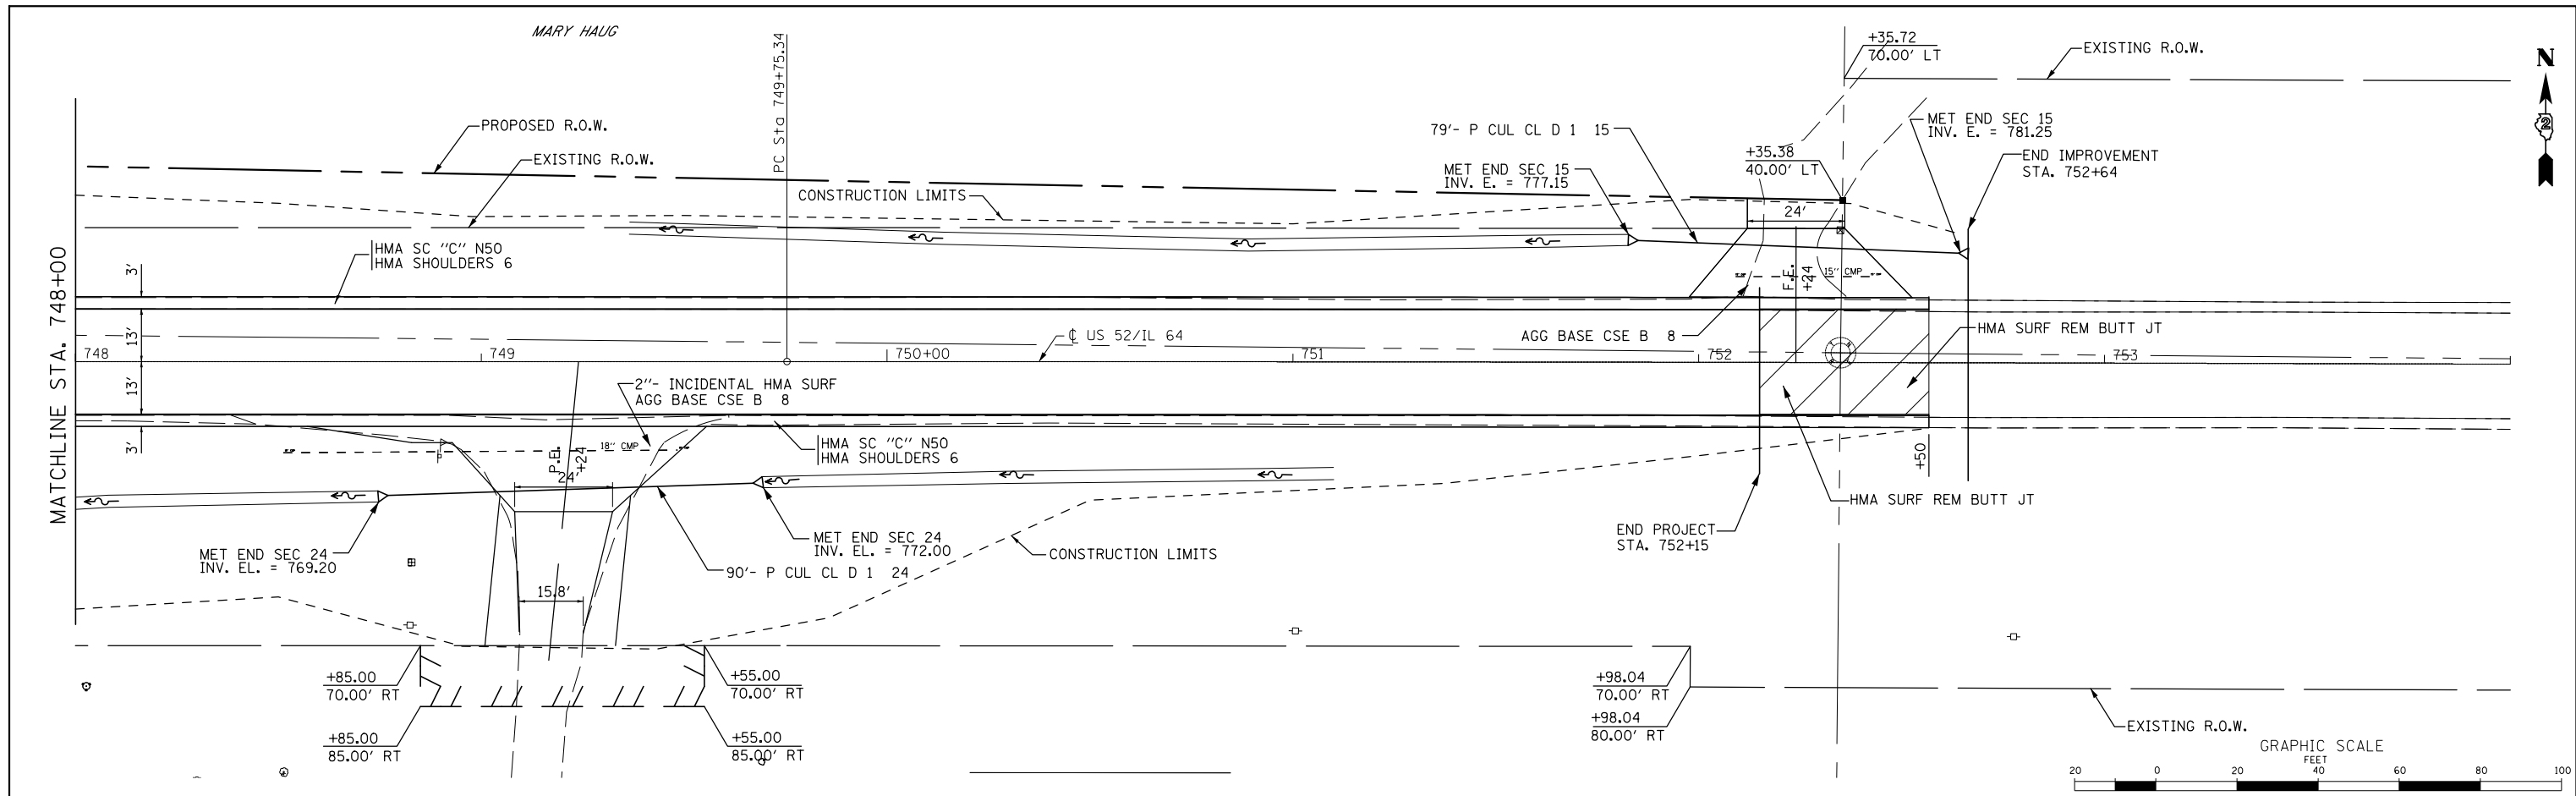 MARY HAUG
PC Sta 749+75.34
+35.72
70.00' LT
EXISTING R.O.W.
N
2
PROPOSED R.O.W.
EXISTING R.O.W.
CONSTRUCTION LIMITS
79'- P CUL CL D 1 15
MET END SEC 15
INV. E. = 777.15
+35.38
40.00' LT
24'
MET END SEC 15
INV. E. = 781.25
END IMPROVEMENT
STA. 752+64
MATCHLINE STA. 748+00
HMA SC "C" N50
HMA SHOULDERS 6
3'
13'
13'
3'
F.E.
+24
15" CMP
AGG BASE CSE B 8
HMA SURF REM BUTT JT
748
749
750+00
℄ US 52/IL 64
751
752
753
2"- INCIDENTAL HMA SURF
AGG BASE CSE B 8
HMA SC "C" N50
HMA SHOULDERS 6
18" CMP
P.E.
+24
24'
+50
HMA SURF REM BUTT JT
END PROJECT
STA. 752+15
MET END SEC 24
INV. EL. = 769.20
MET END SEC 24
INV. EL. = 772.00
90'- P CUL CL D 1 24
CONSTRUCTION LIMITS
15.8'
P
+85.00
70.00' RT
+55.00
70.00' RT
+98.04
70.00' RT
+98.04
80.00' RT
+85.00
85.00' RT
+55.00
85.00' RT
EXISTING R.O.W.
GRAPHIC SCALE
FEET
20 0 20 40 60 80 100